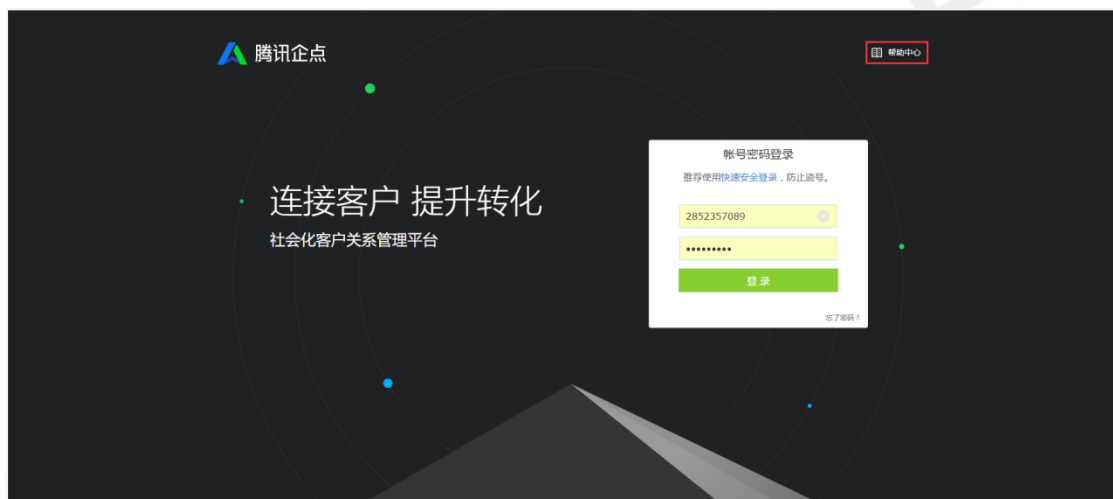 腾讯企点
帮助中心
帐号密码登录
推荐使用快速安全登录，防止盗号。
连接客户 提升转化
2852357089
社会化客户关系管理平台
•••••••••
登 录
忘了密码？